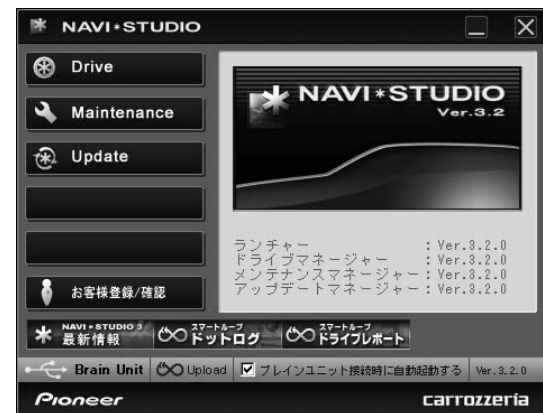 NAVI*STUDIO
Drive
Maintenance
Update
お客様登録/確認
NAVI*STUDIO
Ver.3.2
ランチャー : Ver.3.2.0
ドライブマネージャー : Ver.3.2.0
メンテナンスマネージャー : Ver.3.2.0
アップデートマネージャー : Ver.3.2.0
NAVI*STUDIO 3
最新情報
スマートループ
ドットログ
スマートループ
ドライブレポート
Brain Unit
Upload
ブレインユニット接続時に自動起動する
Ver.3.2.0
Pioneer
carrozzeria